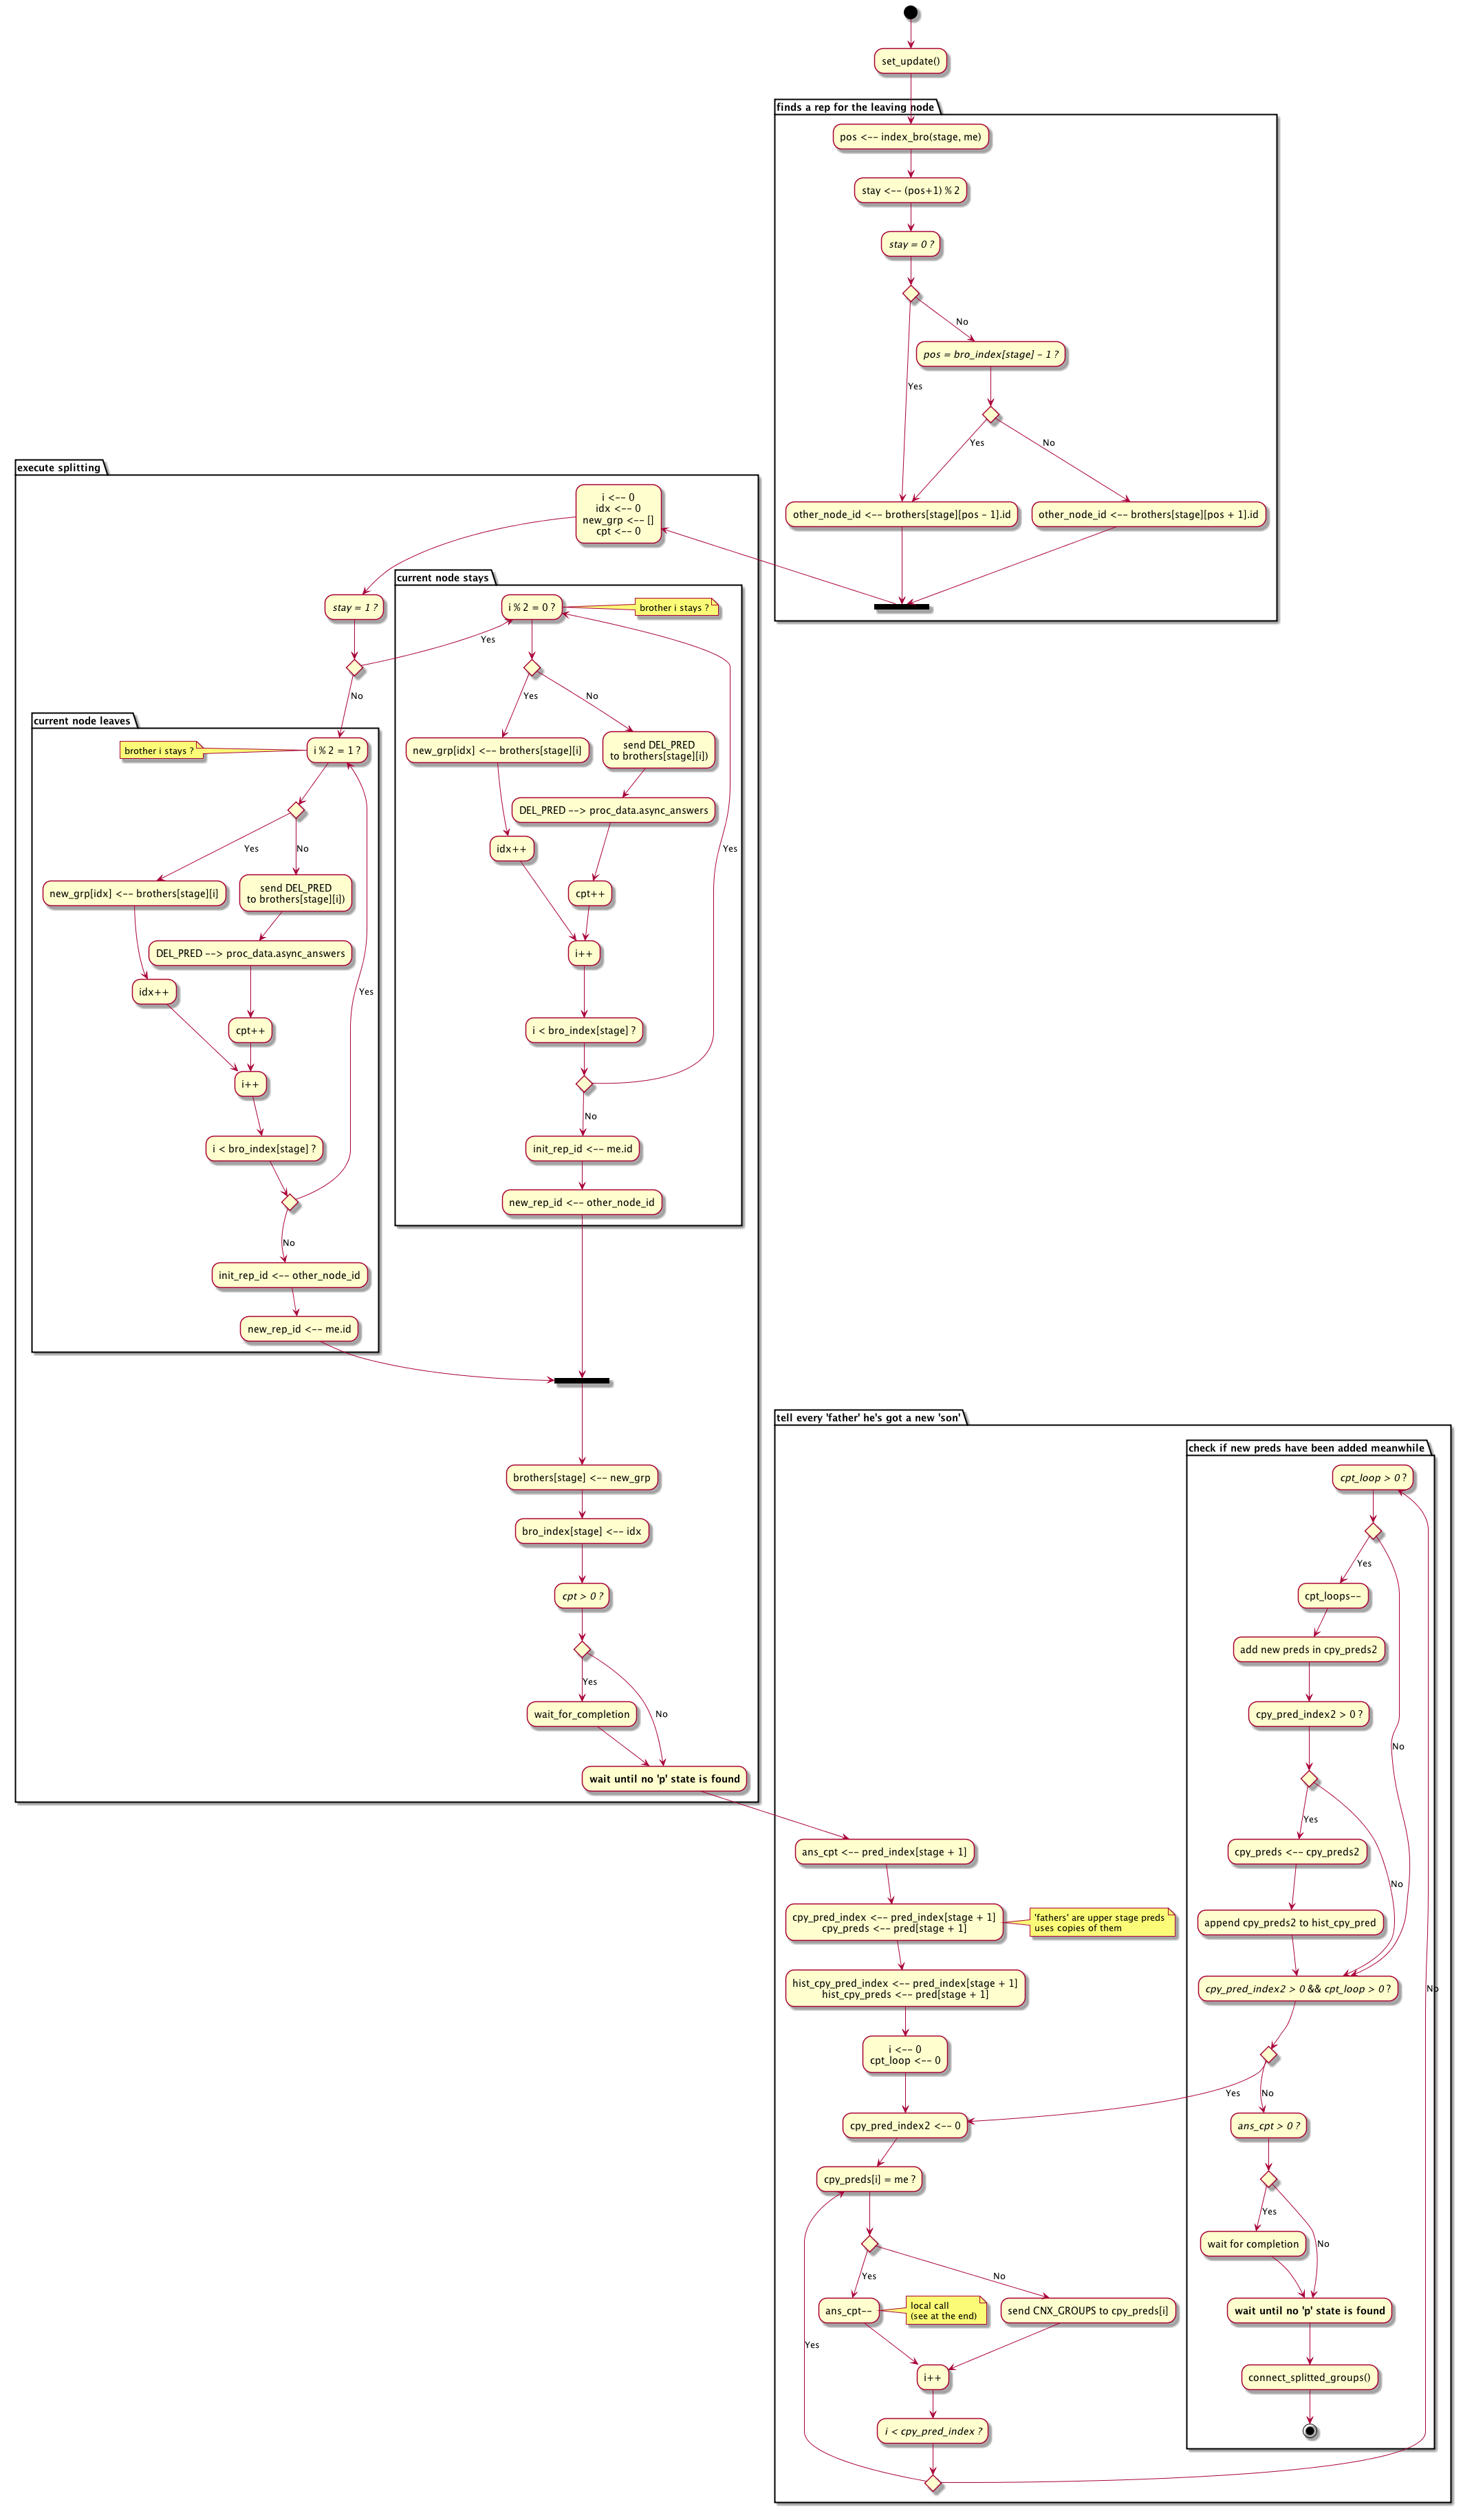 set_update()
finds a rep for the leaving node
pos <-- index_bro(stage, me)
stay <-- (pos+1) % 2
stay = 0 ?
No
pos = bro_index[stage] - 1 ?
Yes
Yes
No
other_node_id <-- brothers[stage][pos - 1].id
other_node_id <-- brothers[stage][pos + 1].id
execute splitting
i <-- 0
idx <-- 0
new_grp <-- []
cpt <-- 0
stay = 1 ?
Yes
No
current node stays
i % 2 = 0 ?
brother i stays ?
Yes
No
new_grp[idx] <-- brothers[stage][i]
send DEL_PRED
to brothers[stage][i])
DEL_PRED --> proc_data.async_answers
idx++
Yes
cpt++
i++
i < bro_index[stage] ?
No
init_rep_id <-- me.id
new_rep_id <-- other_node_id
current node leaves
i % 2 = 1 ?
brother i stays ?
Yes
No
new_grp[idx] <-- brothers[stage][i]
send DEL_PRED
to brothers[stage][i])
DEL_PRED --> proc_data.async_answers
idx++
Yes
cpt++
i++
i < bro_index[stage] ?
No
init_rep_id <-- other_node_id
new_rep_id <-- me.id
brothers[stage] <-- new_grp
bro_index[stage] <-- idx
cpt > 0 ?
Yes
No
wait_for_completion
wait until no 'p' state is found
tell every 'father' he's got a new 'son'
ans_cpt <-- pred_index[stage + 1]
cpy_pred_index <-- pred_index[stage + 1]
cpy_preds <-- pred[stage + 1]
'fathers' are upper stage preds
uses copies of them
hist_cpy_pred_index <-- pred_index[stage + 1]
hist_cpy_preds <-- pred[stage + 1]
i <-- 0
cpt_loop <-- 0
cpy_pred_index2 <-- 0
cpy_preds[i] = me ?
Yes
No
ans_cpt--
local call
(see at the end)
send CNX_GROUPS to cpy_preds[i]
Yes
i++
i < cpy_pred_index ?
No
check if new preds have been added meanwhile
cpt_loop > 0 ?
Yes
No
cpt_loops--
add new preds in cpy_preds2
cpy_pred_index2 > 0 ?
Yes
No
cpy_preds <-- cpy_preds2
append cpy_preds2 to hist_cpy_pred
cpy_pred_index2 > 0 && cpt_loop > 0 ?
Yes
No
ans_cpt > 0 ?
Yes
No
wait for completion
wait until no 'p' state is found
connect_splitted_groups()